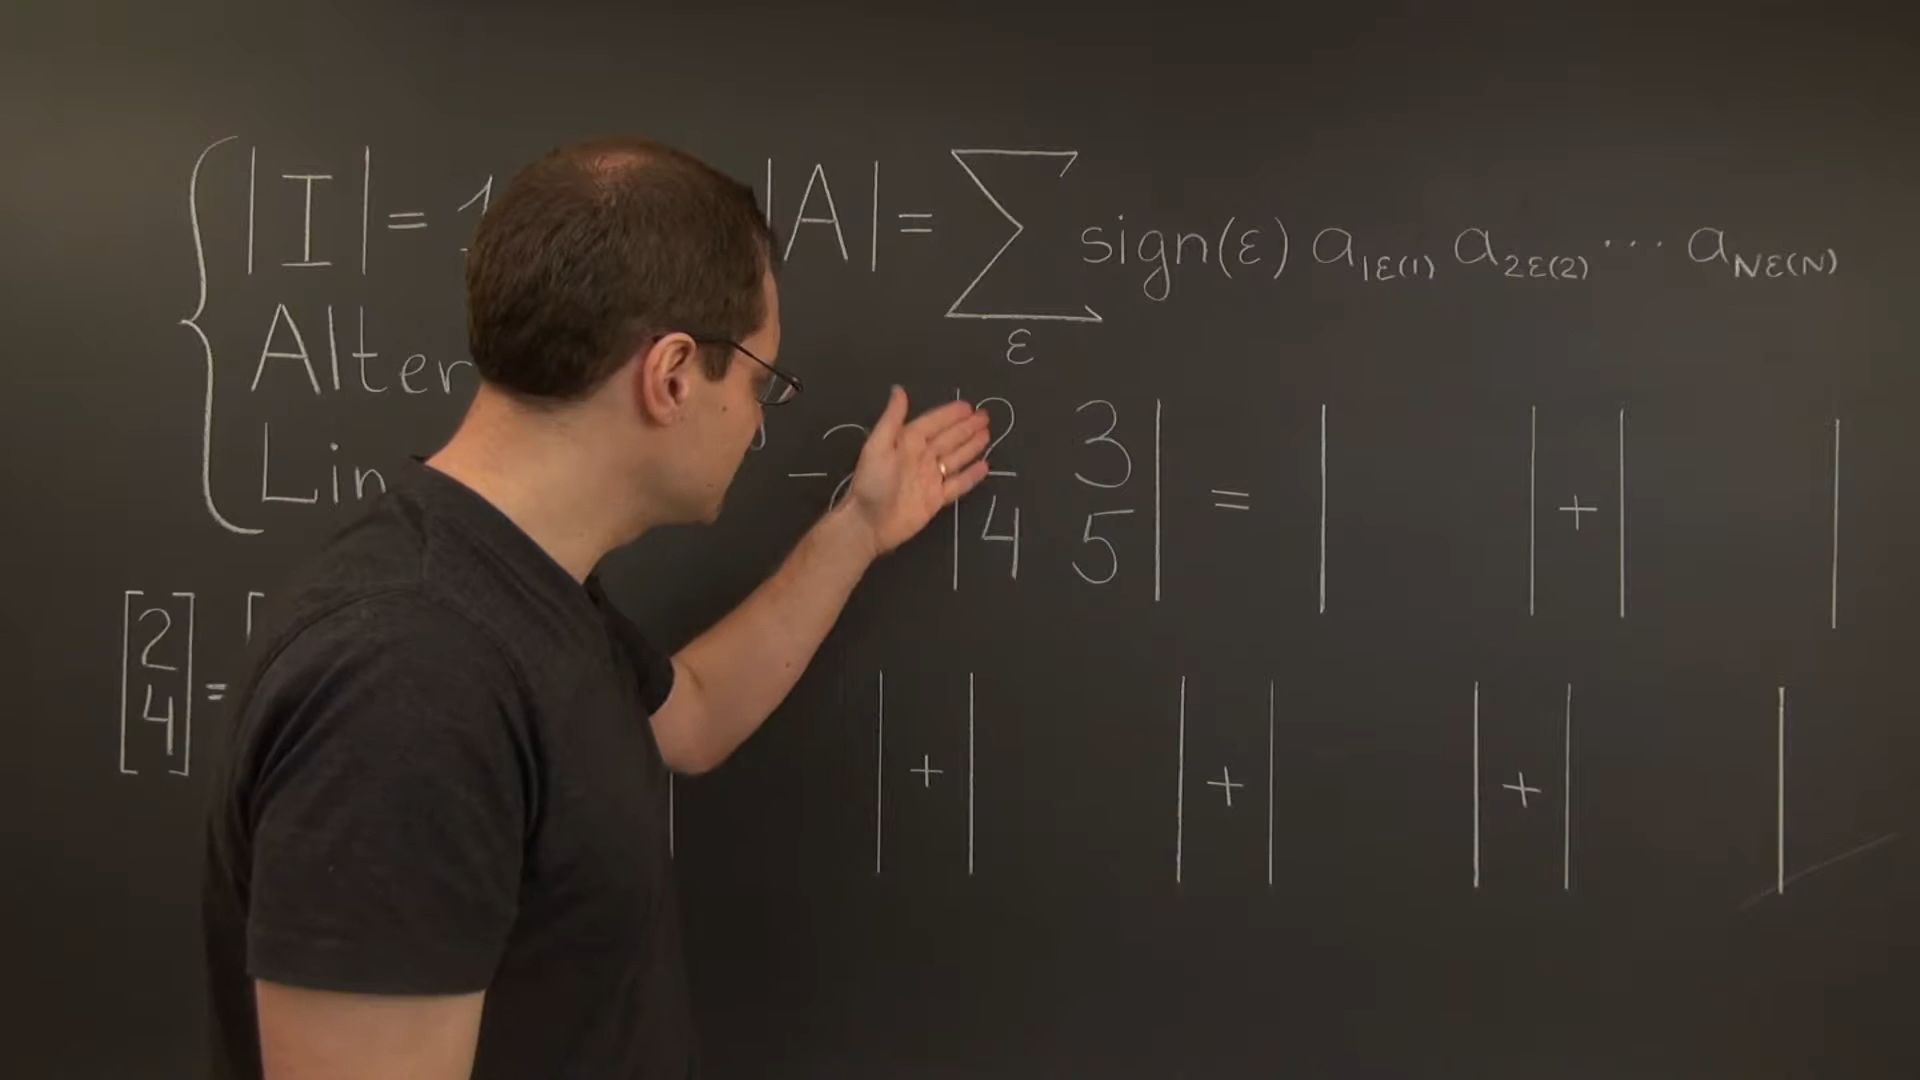 |I| = 1
|A| = ∑ sign(ε) a₁ε(1) a₂ε(2) ⋯ aNε(N)
ε
Alter
Lin
-2 = |2 3| = | | + | |
|4 5|
[2] = [
[4]
| + | | + | | + | |